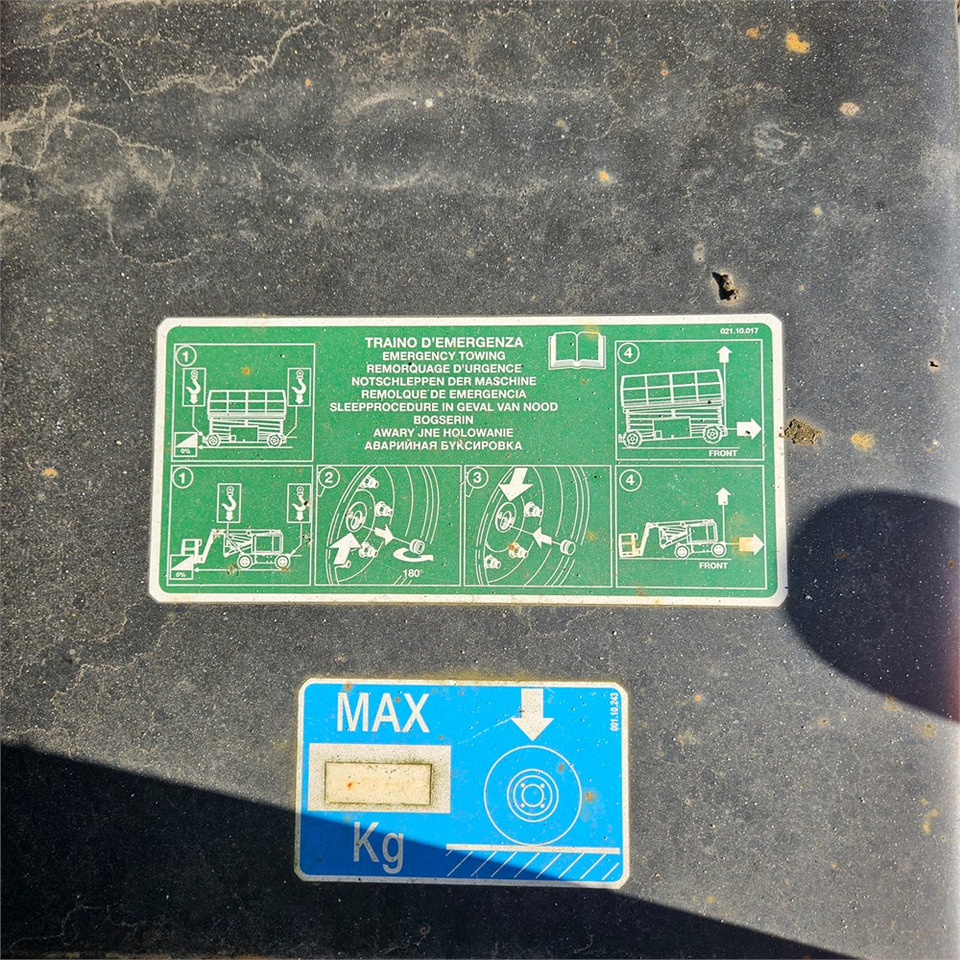 021.10.017
TRAINO D'EMERGENZA
EMERGENCY TOWING
REMORQUAGE D'URGENCE
NOTSCHLEPPEN DER MASCHINE
REMOLQUE DE EMERGENCIA
SLEEPPROCEDURE IN GEVAL VAN NOOD
BOGSERIN
AWARY JNE HOLOWANIE
АВАРИЙНАЯ БУКСИРОВКА
1
0%
4
FRONT
1
0%
2
180°
3
4
FRONT
MAX
Kg
001.10.243